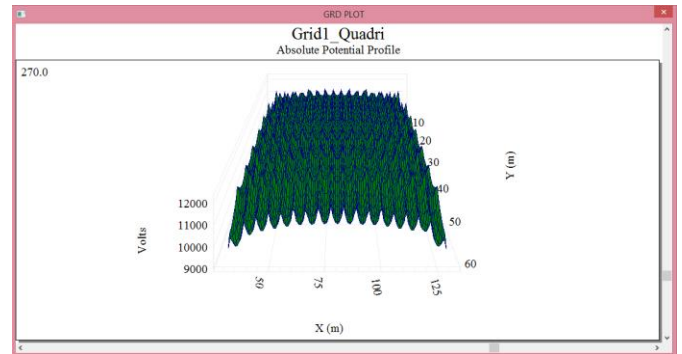 GRD PLOT
Grid1_Quadri
Absolute Potential Profile
270.0
10
20
30
40
50
60
Y (m)
12000
11000
10000
9000
Volts
50
75
100
125
X (m)